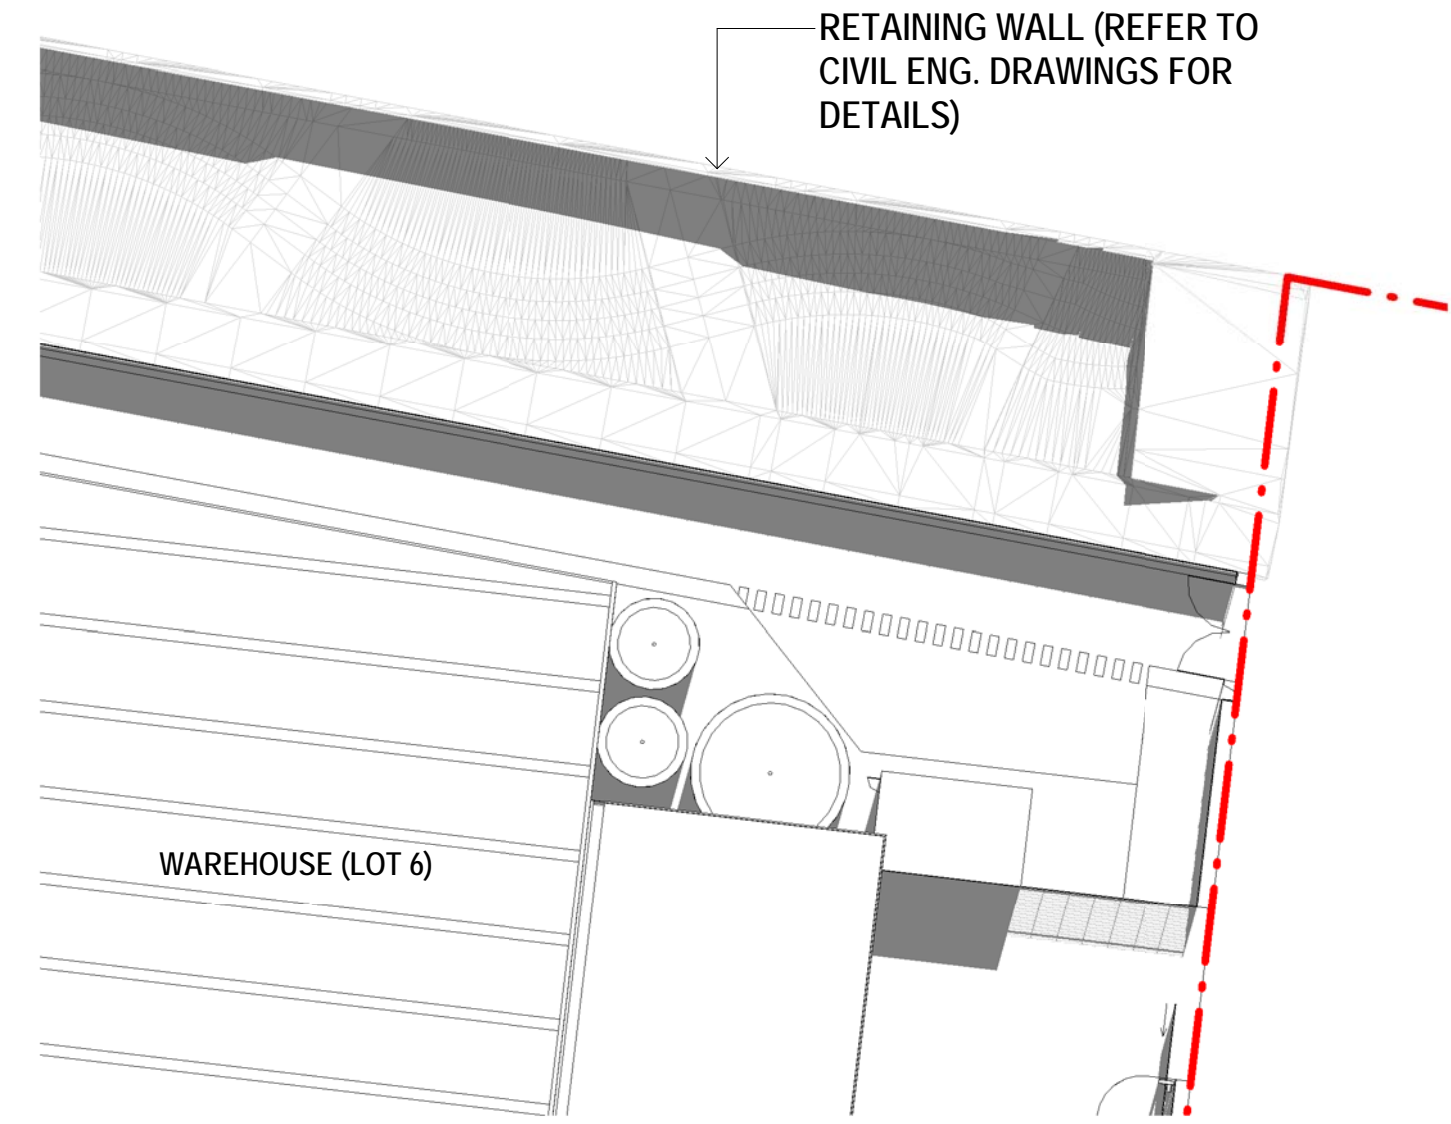 RETAINING WALL (REFER TO
CIVIL ENG. DRAWINGS FOR
DETAILS)
WAREHOUSE (LOT 6)